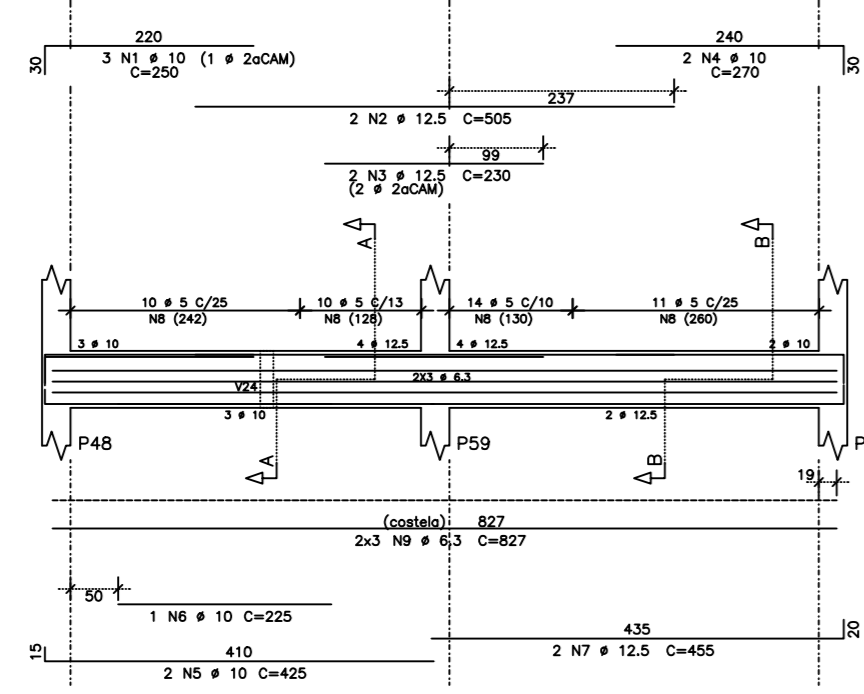 220
240
30
3 N1 ø 10 (1 ø 2aCAM)
C=250
2 N4 ø 10
C=270
30
237
2 N2 ø 12.5 C=505
99
2 N3 ø 12.5 C=230
(2 ø 2aCAM)
A
B
10 ø 5 C/25
10 ø 5 C/13
14 ø 5 C/10
11 ø 5 C/25
N8 (242)
N8 (128)
N8 (130)
N8 (260)
3 ø 10
4 ø 12.5
4 ø 12.5
2 ø 10
2X3 ø 6.3
V24
3 ø 10
2 ø 12.5
P48
P59
P
A
B
19
(costela) 827
2x3 N9 ø 6.3 C=827
50
1 N6 ø 10 C=225
435
20
2 N7 ø 12.5 C=455
15
410
2 N5 ø 10 C=425